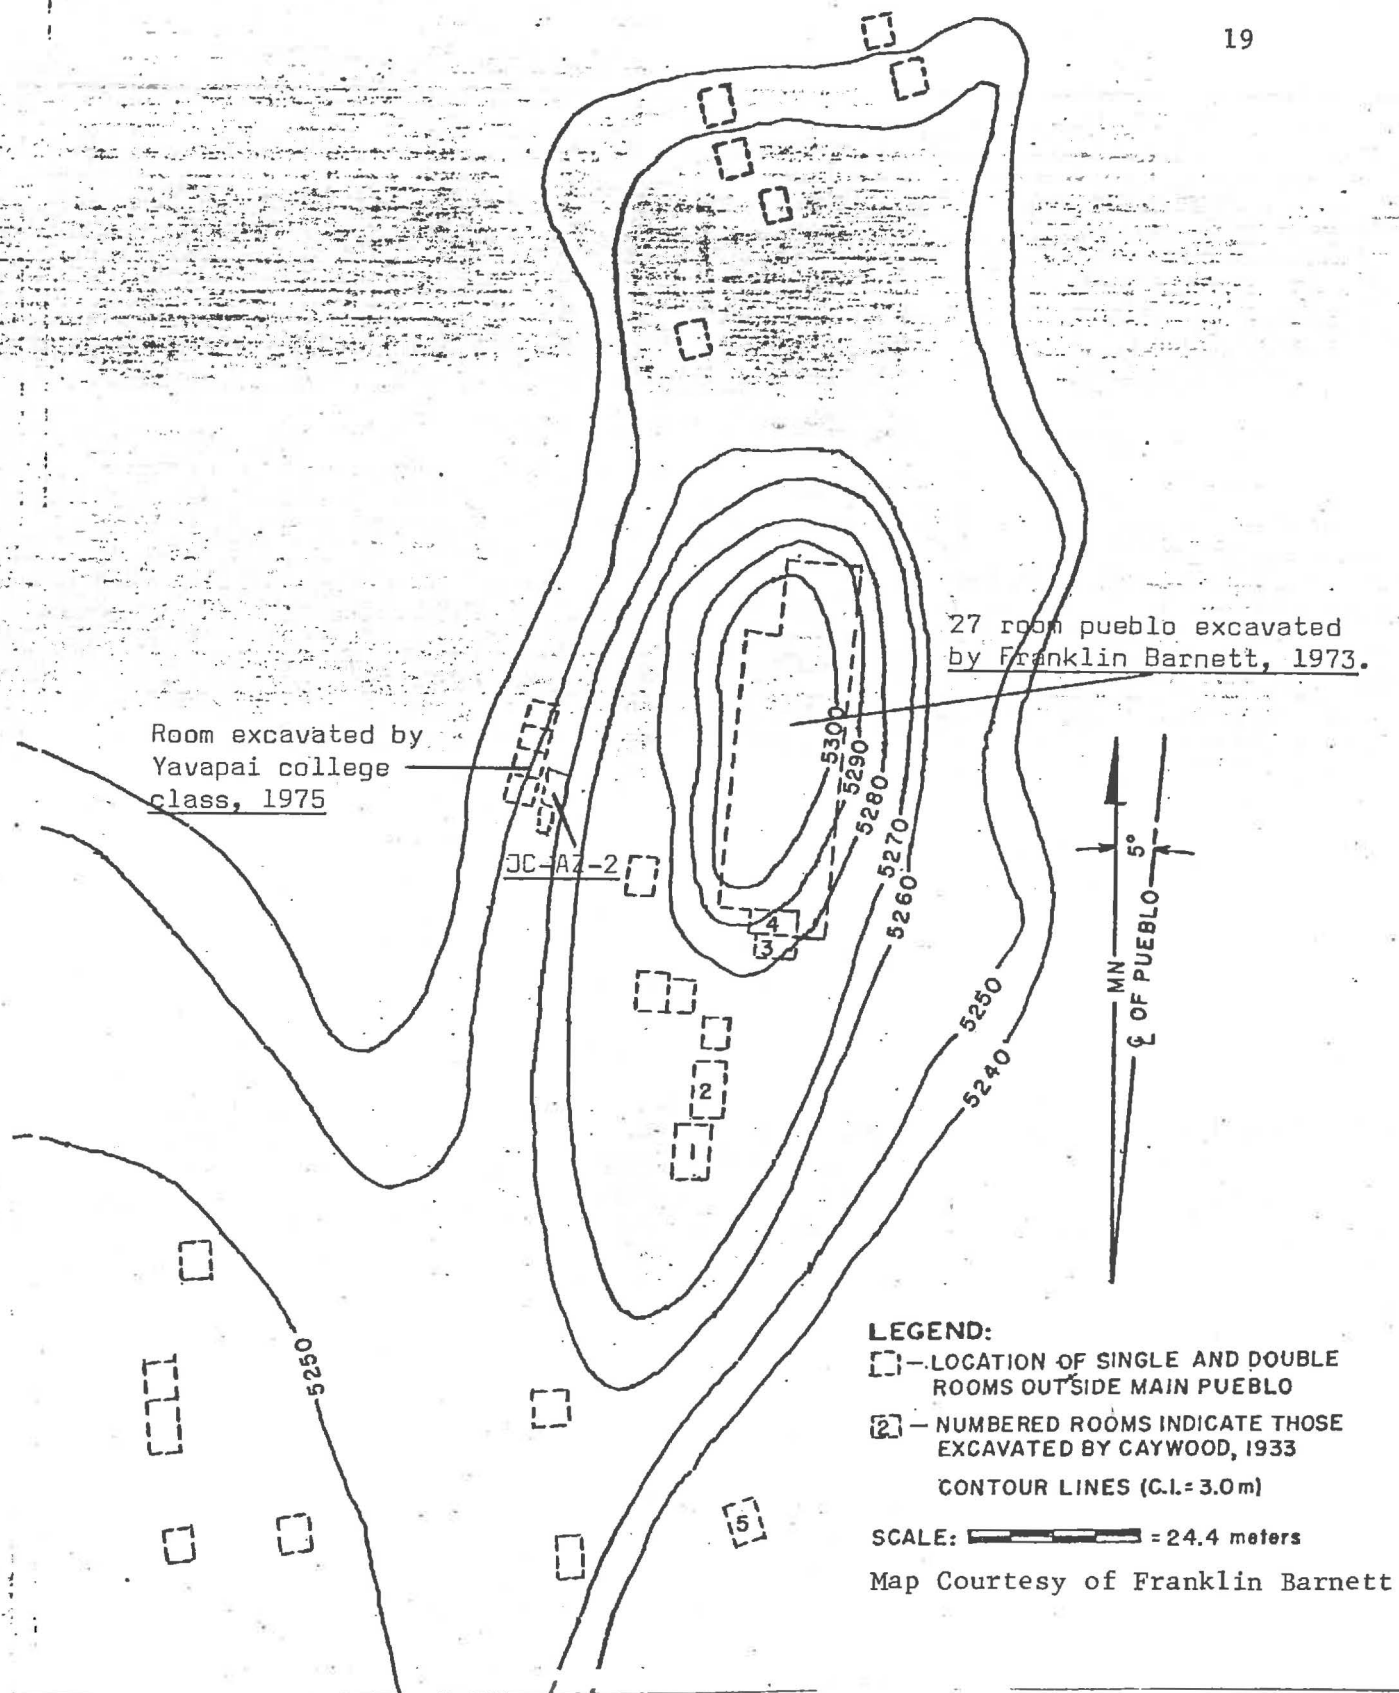 19
27 room pueblo excavated
by Franklin Barnett, 1973.
Room excavated by
Yavapai college
class, 1975
JC-AZ-2
5300
5290
5280
5270
5260
5250
5240
4
3
2
1
5°
MN
℄ OF PUEBLO
5250
5
LEGEND:
– LOCATION OF SINGLE AND DOUBLE
ROOMS OUTSIDE MAIN PUEBLO
2 – NUMBERED ROOMS INDICATE THOSE
EXCAVATED BY CAYWOOD, 1933
CONTOUR LINES (C.I.= 3.0m)
SCALE: = 24.4 meters
Map Courtesy of Franklin Barnett